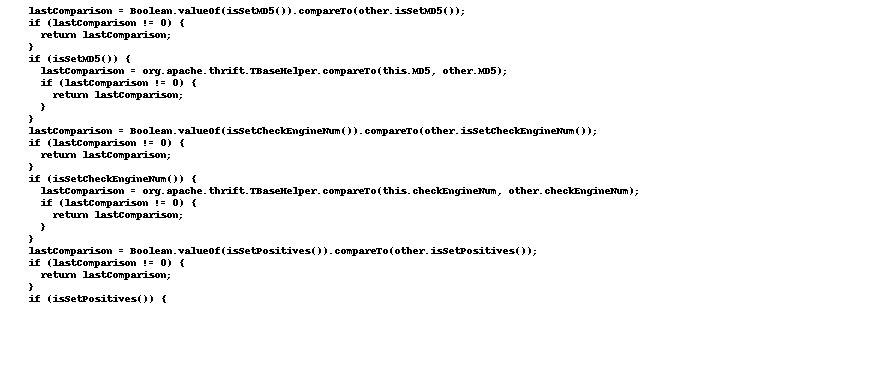 lastComparison = Boolean.valueOf(isSetMD5()).compareTo(other.isSetMD5());
if (lastComparison != 0) {
  return lastComparison;
}
if (isSetMD5()) {
  lastComparison = org.apache.thrift.TBaseHelper.compareTo(this.MD5, other.MD5);
  if (lastComparison != 0) {
    return lastComparison;
  }
}
lastComparison = Boolean.valueOf(isSetCheckEngineNum()).compareTo(other.isSetCheckEngineNum());
if (lastComparison != 0) {
  return lastComparison;
}
if (isSetCheckEngineNum()) {
  lastComparison = org.apache.thrift.TBaseHelper.compareTo(this.checkEngineNum, other.checkEngineNum);
  if (lastComparison != 0) {
    return lastComparison;
  }
}
lastComparison = Boolean.valueOf(isSetPositives()).compareTo(other.isSetPositives());
if (lastComparison != 0) {
  return lastComparison;
}
if (isSetPositives()) {